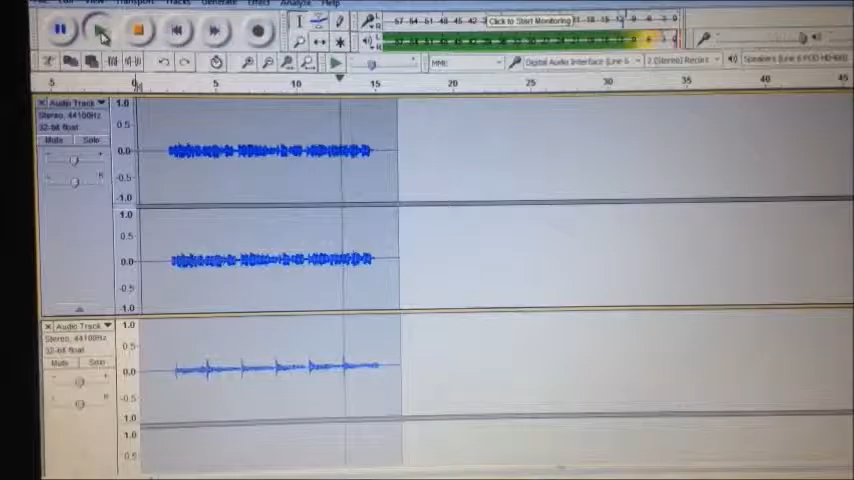 View Transport Tracks Generate Effect Analyze Help
57 54 51 48 45 42 Click to Start Monitoring -18 -15 -12 -9 -6 -3 0
MME
Digital Audio Interface (Line 6
2 (Stereo) Recor
Speakers (Line 6 POD HD
5 0 5 10 15 20 25 30 35 40 45
Audio Track
Stereo, 44100Hz
32-bit float
Mute Solo
R
1.0
0.5
0.0
-0.5
-1.0
1.0
0.5
0.0
-0.5
-1.0
Audio Track
Stereo, 44100Hz
32-bit float
Mute Solo
R
1.0
0.5
0.0
-0.5
1.0
1.0
0.5